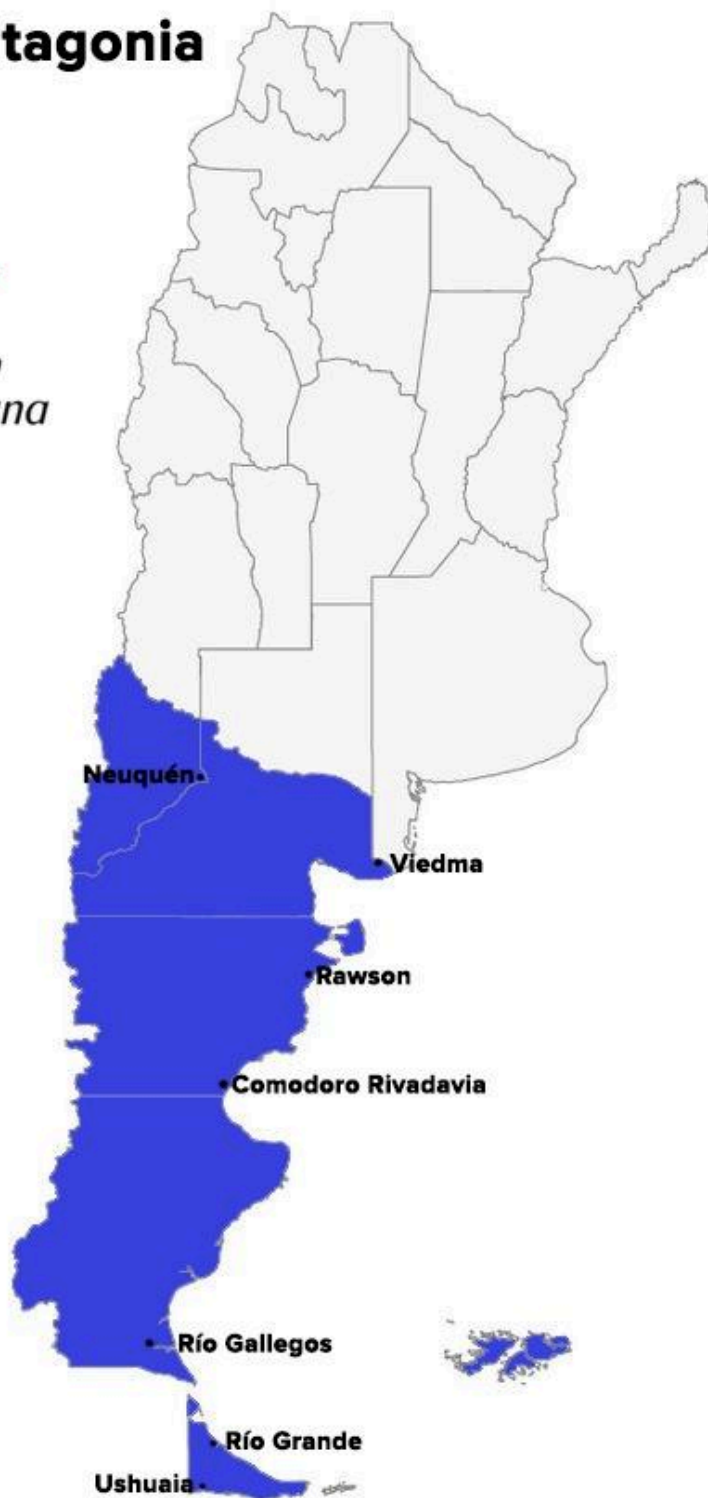 tagonia
na
Neuquén
Viedma
Rawson
Comodoro Rivadavia
Río Gallegos
Río Grande
Ushuaia